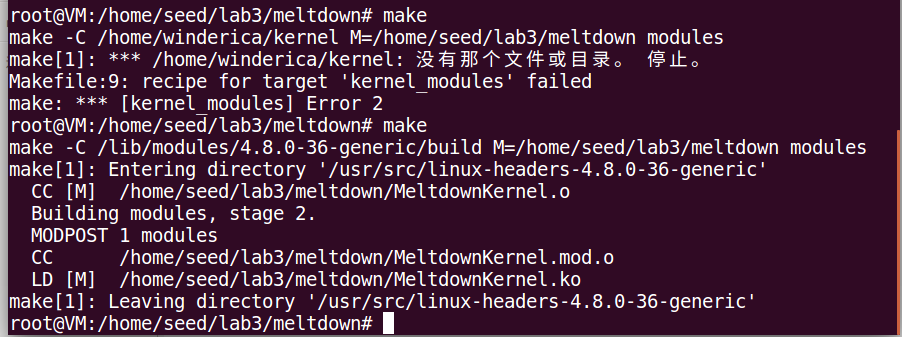 root@VM:/home/seed/lab3/meltdown# make
make -C /home/winderica/kernel M=/home/seed/lab3/meltdown modules
make[1]: *** /home/winderica/kernel: 没有那个文件或目录。 停止。
Makefile:9: recipe for target 'kernel_modules' failed
make: *** [kernel_modules] Error 2
root@VM:/home/seed/lab3/meltdown# make
make -C /lib/modules/4.8.0-36-generic/build M=/home/seed/lab3/meltdown modules
make[1]: Entering directory '/usr/src/linux-headers-4.8.0-36-generic'
  CC [M]  /home/seed/lab3/meltdown/MeltdownKernel.o
  Building modules, stage 2.
  MODPOST 1 modules
  CC      /home/seed/lab3/meltdown/MeltdownKernel.mod.o
  LD [M]  /home/seed/lab3/meltdown/MeltdownKernel.ko
make[1]: Leaving directory '/usr/src/linux-headers-4.8.0-36-generic'
root@VM:/home/seed/lab3/meltdown#